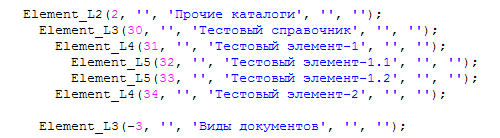 Element_L2(2, '', 'Прочие каталоги', '', '');
Element_L3(30, '', 'Тестовый справочник', '', '');
Element_L4(31, '', 'Тестовый элемент-1', '', '');
Element_L5(32, '', 'Тестовый элемент-1.1', '', '');
Element_L5(33, '', 'Тестовый элемент-1.2', '', '');
Element_L4(34, '', 'Тестовый элемент-2', '', '');
Element_L3(-3, '', 'Виды документов', '', '');